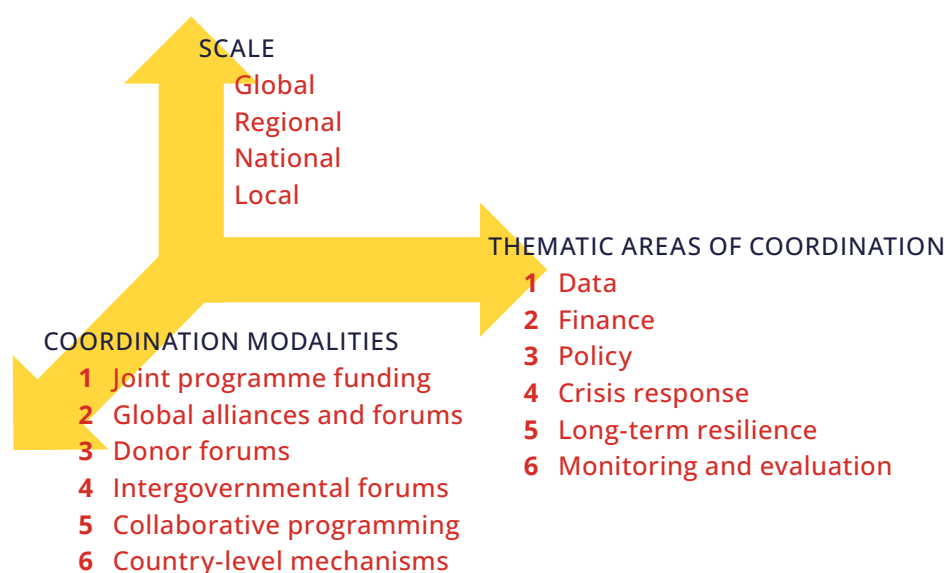 SCALE
Global
Regional
National
Local
THEMATIC AREAS OF COORDINATION
1 Data
2 Finance
3 Policy
4 Crisis response
5 Long-term resilience
6 Monitoring and evaluation
COORDINATION MODALITIES
1 Joint programme funding
2 Global alliances and forums
3 Donor forums
4 Intergovernmental forums
5 Collaborative programming
6 Country-level mechanisms